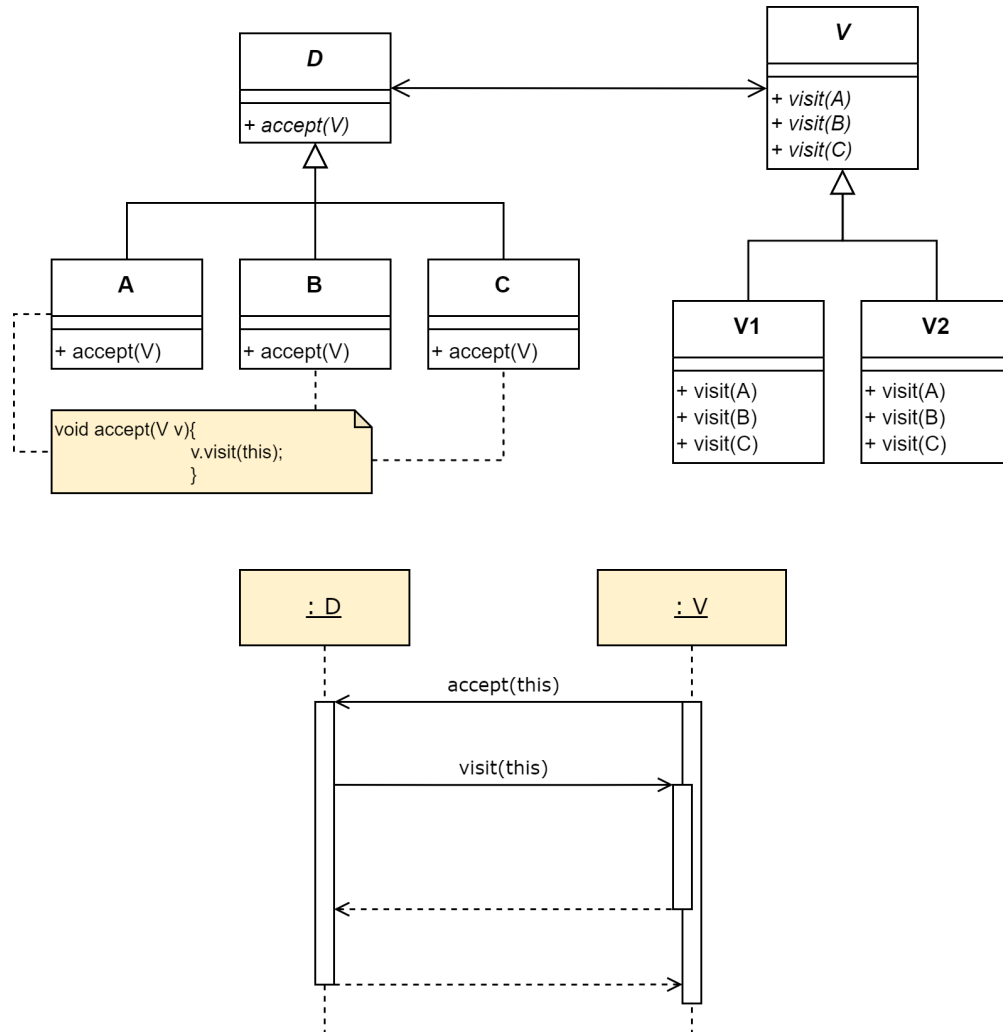 D
+ accept(V)
V
+ visit(A)
+ visit(B)
+ visit(C)
A
+ accept(V)
B
+ accept(V)
C
+ accept(V)
void accept(V v){
v.visit(this);
}
V1
+ visit(A)
+ visit(B)
+ visit(C)
V2
+ visit(A)
+ visit(B)
+ visit(C)
: D
: V
accept(this)
visit(this)